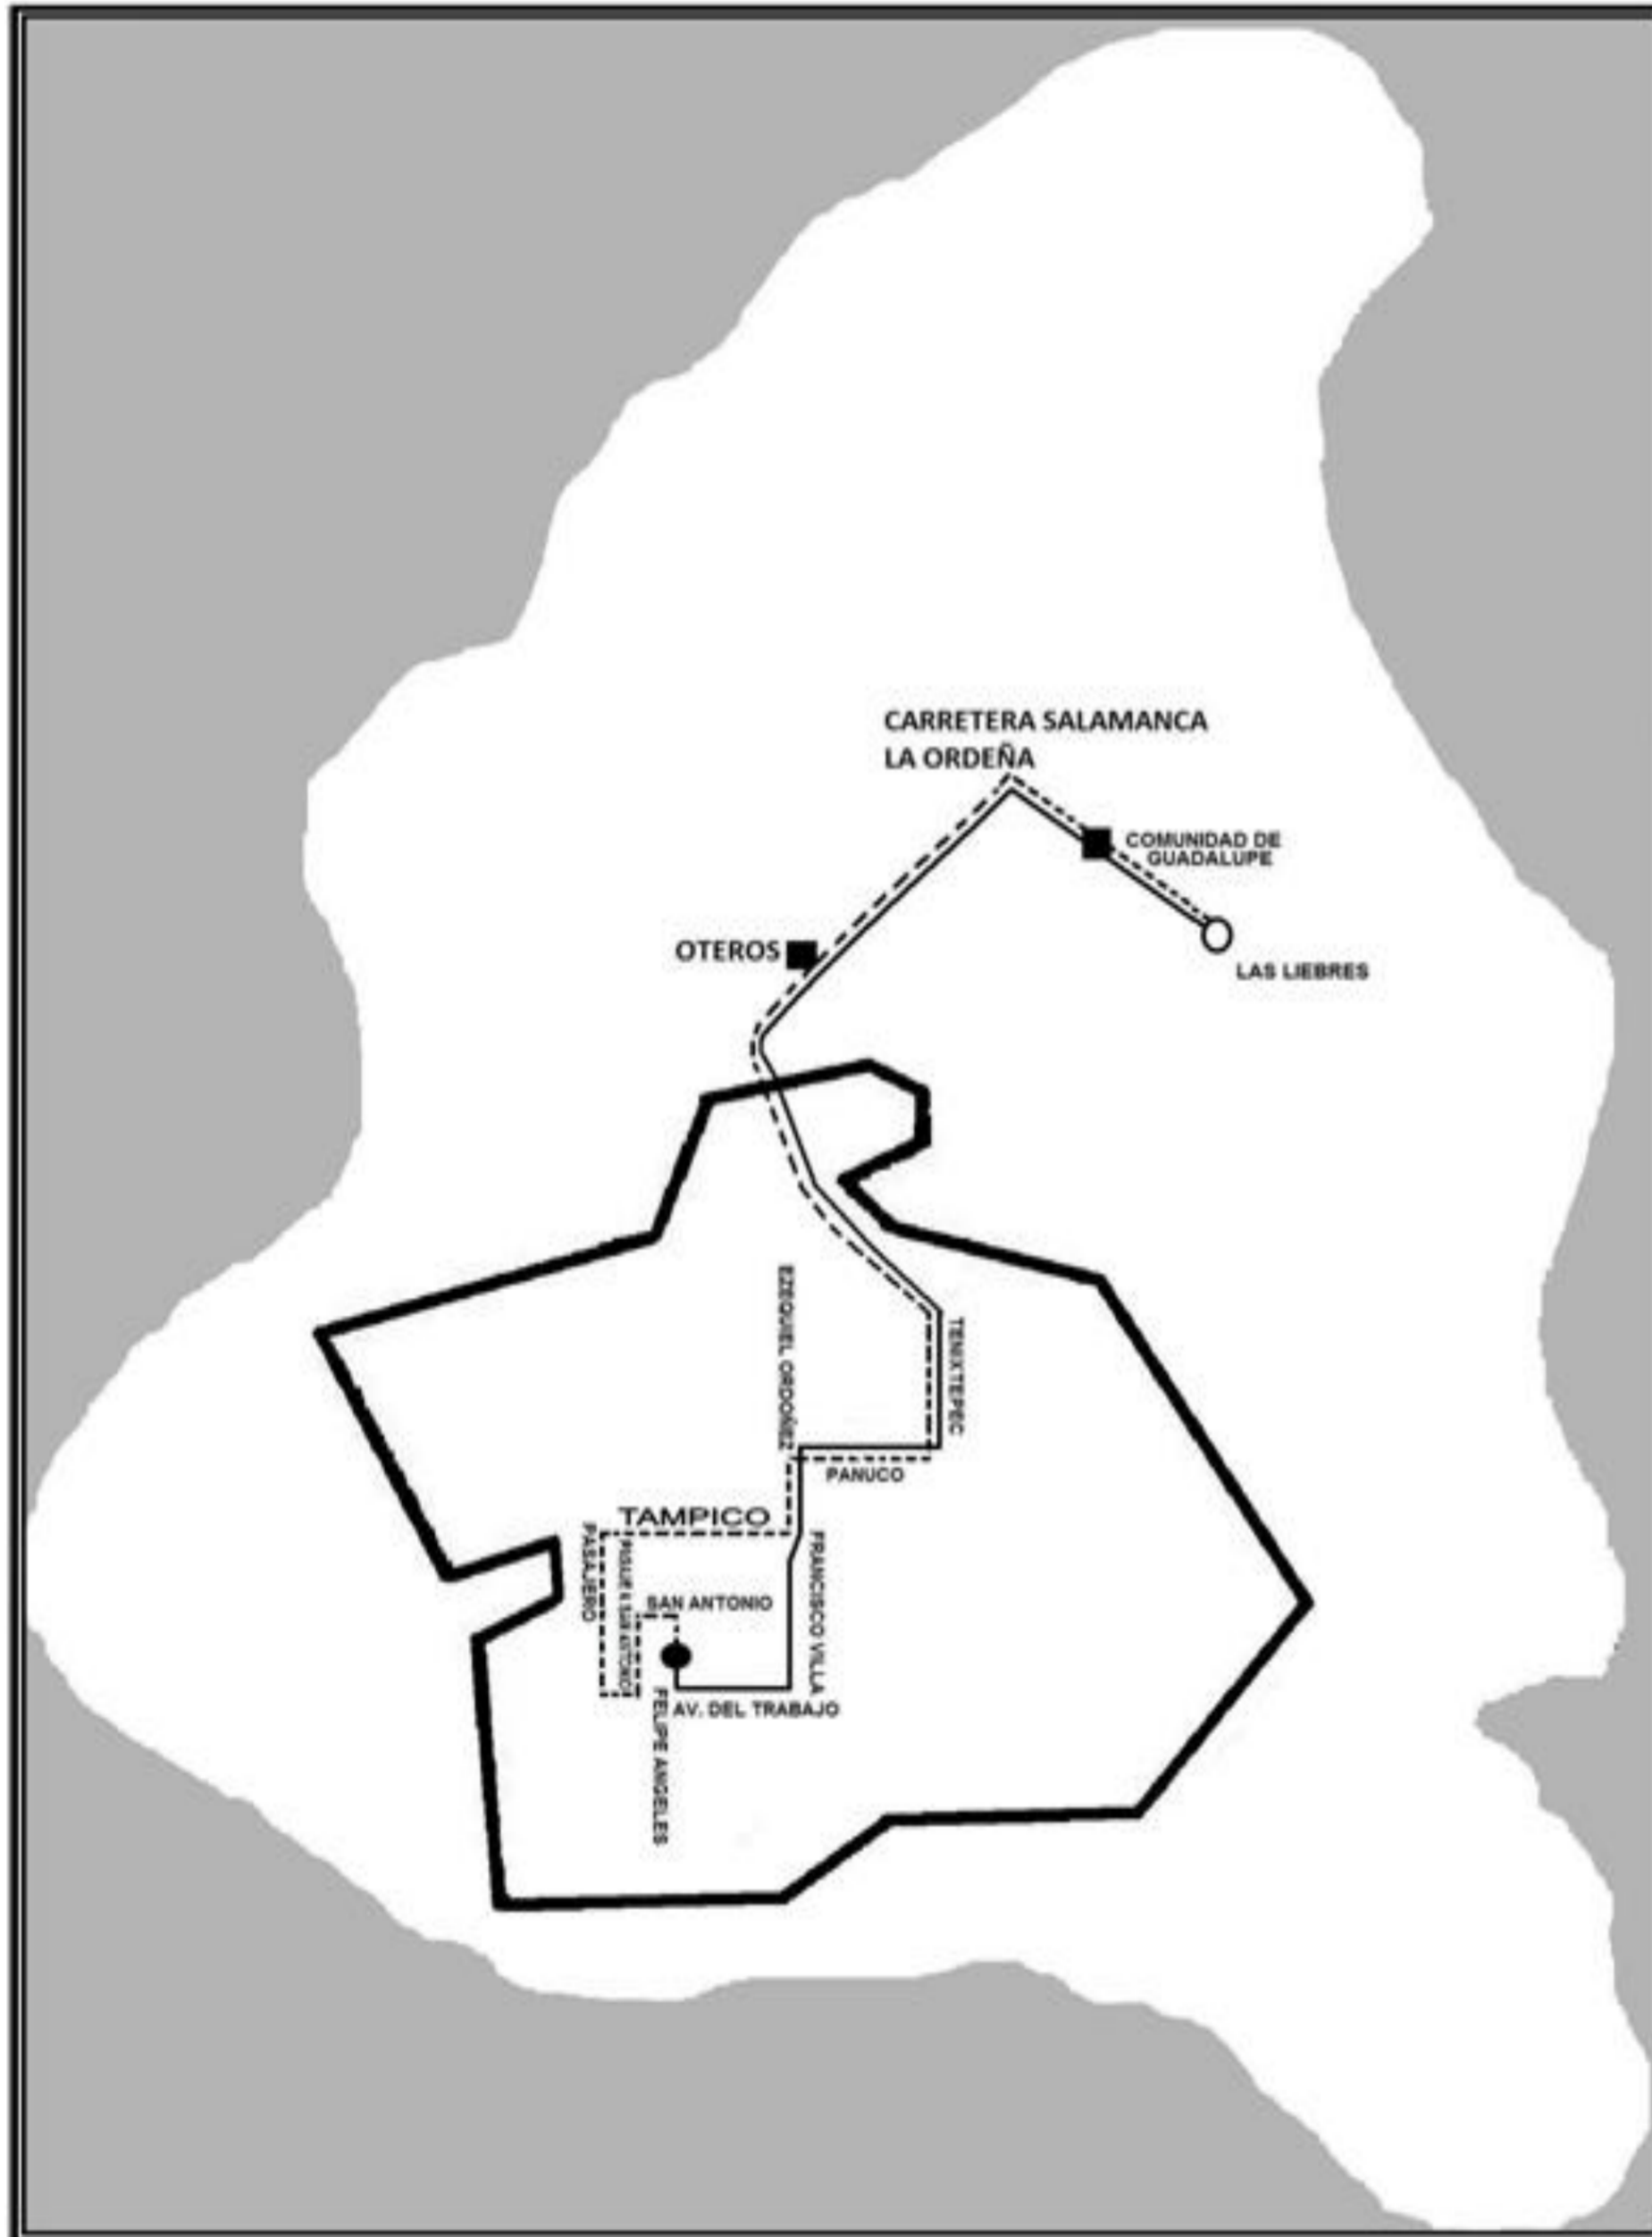 CARRETERA SALAMANCA
LA ORDEÑA
COMUNIDAD DE
GUADALUPE
OTEROS
LAS LIEBRES
EZEQUIEL ORDOÑEZ
TENIXTEPEC
PANUCO
TAMPICO
PASAJERO
SAN ANTONIO
FRANCISCO VILLA
AV. DEL TRABAJO
FELIPE ANGELES